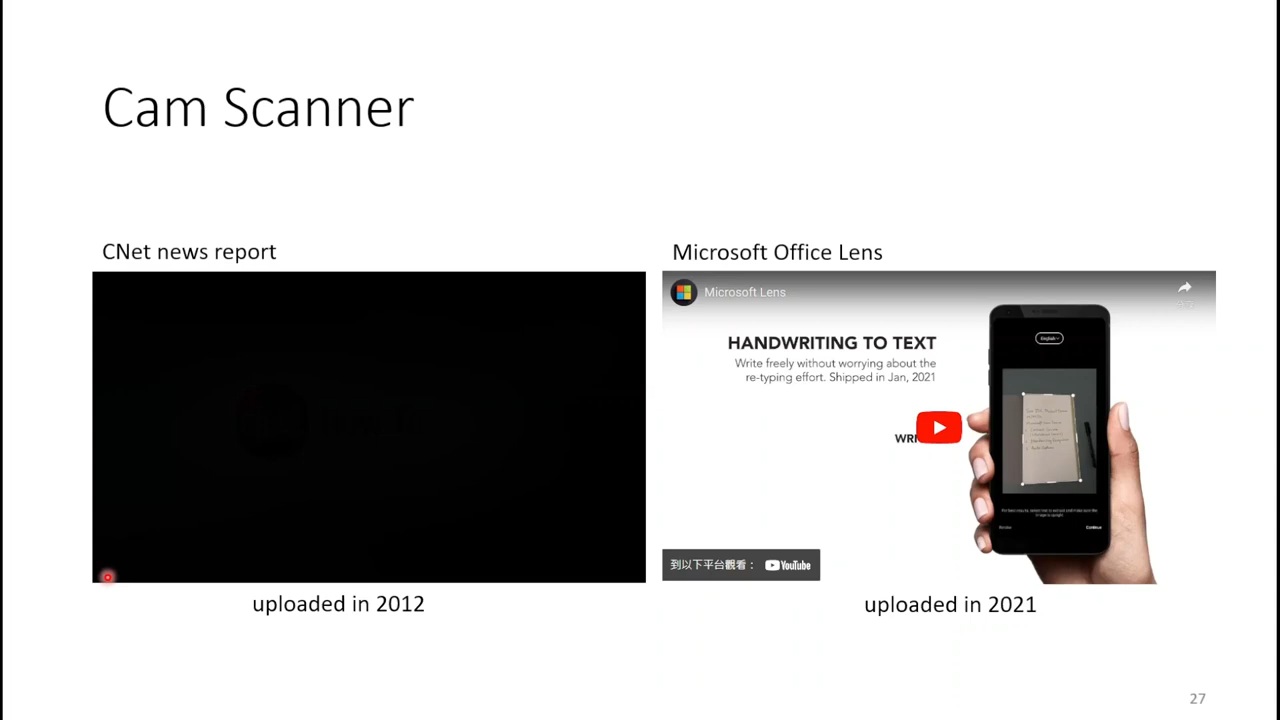 Cam Scanner
CNet news report
Microsoft Office Lens
Microsoft Lens
HANDWRITING TO TEXT
Write freely without worrying about the
re-typing effort. Shipped in Jan, 2021
English
WRI
Continue
到以下平台觀看：
YouTube
uploaded in 2012
uploaded in 2021
27